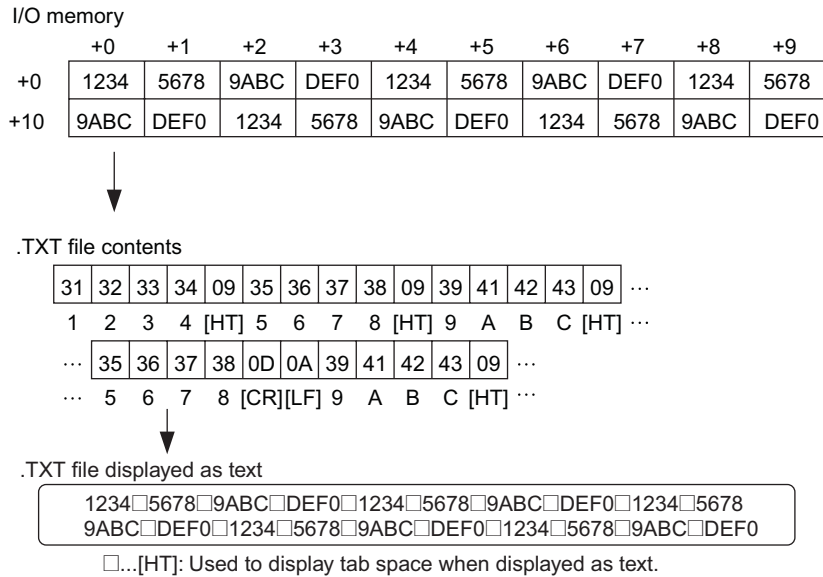 I/O memory
+0 +1 +2 +3 +4 +5 +6 +7 +8 +9
+0 1234 5678 9ABC DEF0 1234 5678 9ABC DEF0 1234 5678
+10 9ABC DEF0 1234 5678 9ABC DEF0 1234 5678 9ABC DEF0
.TXT file contents
31 32 33 34 09 35 36 37 38 09 39 41 42 43 09 ···
1 2 3 4 [HT] 5 6 7 8 [HT] 9 A B C [HT] ···
··· 35 36 37 38 0D 0A 39 41 42 43 09 ···
··· 5 6 7 8 [CR][LF] 9 A B C [HT] ···
.TXT file displayed as text
1234□5678□9ABC□DEF0□1234□5678□9ABC□DEF0□1234□5678
9ABC□DEF0□1234□5678□9ABC□DEF0□1234□5678□9ABC□DEF0
□...[HT]: Used to display tab space when displayed as text.